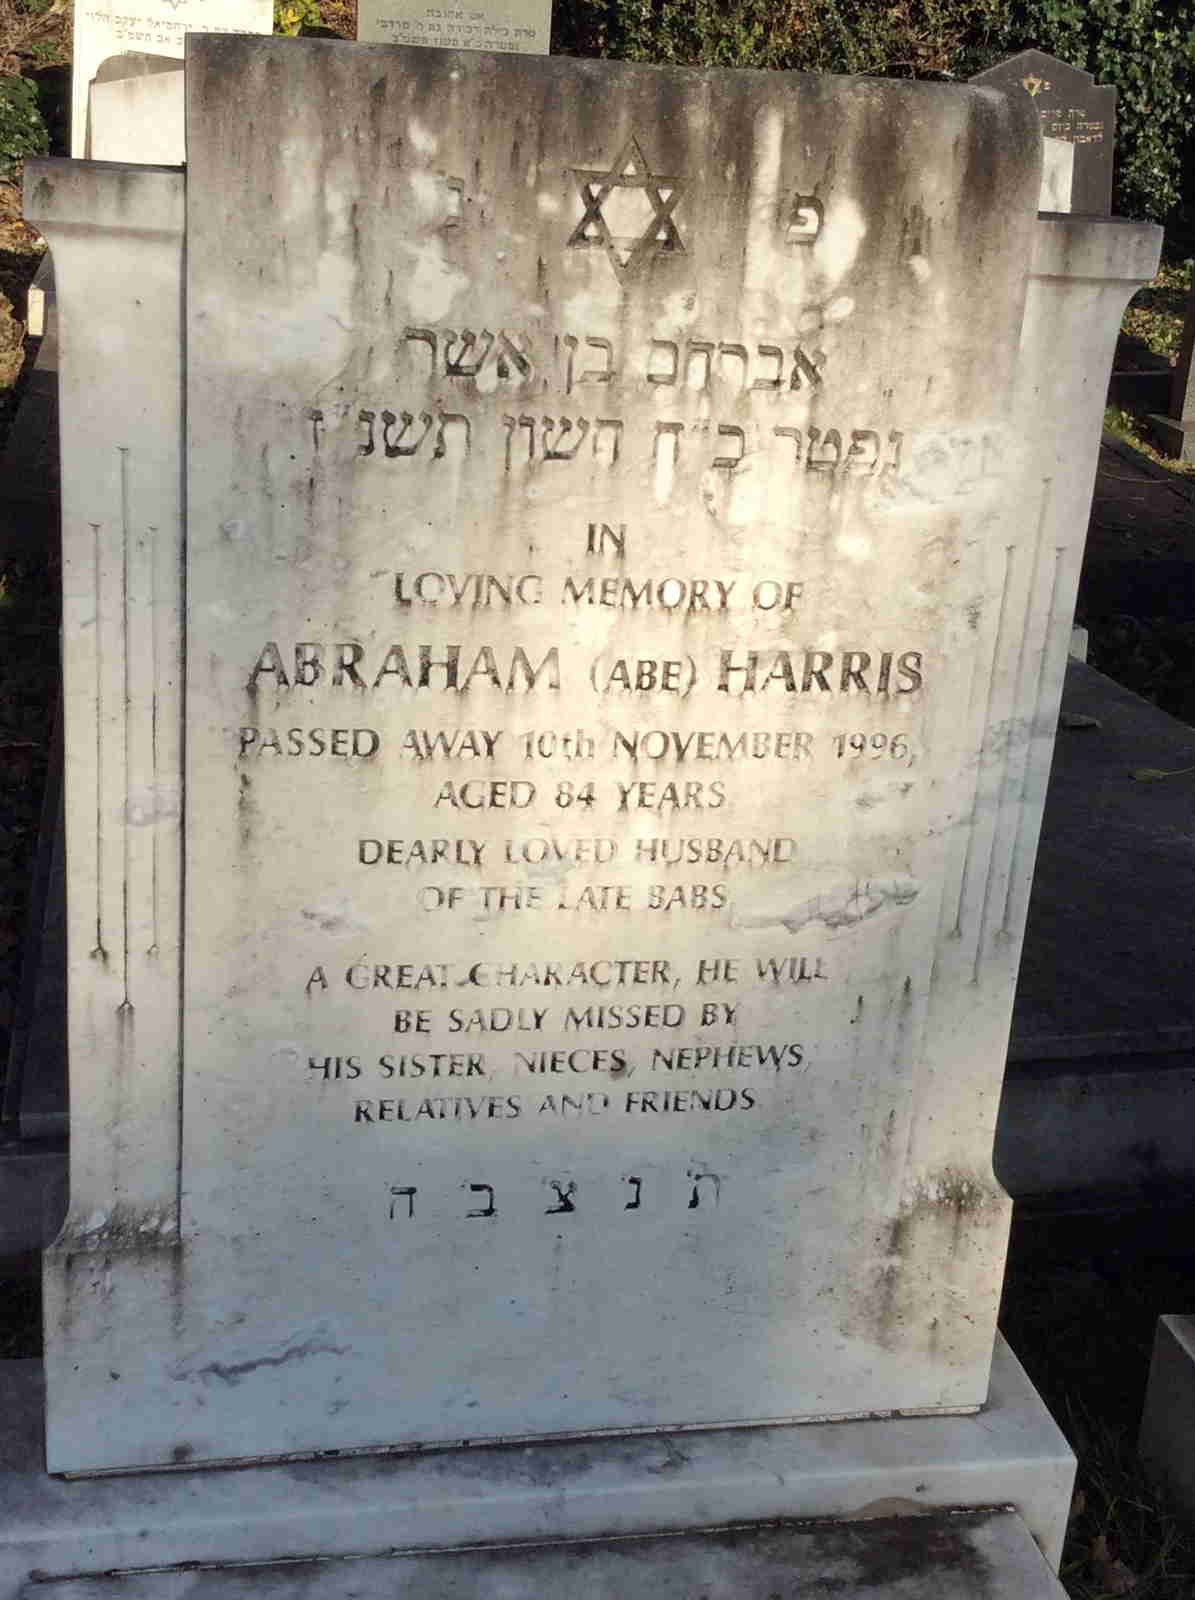 פ נ
אברהם בן אשר
נפטר כ״ח חשון תשנ״ז
IN
LOVING MEMORY OF
ABRAHAM (ABE) HARRIS
PASSED AWAY 10th NOVEMBER 1996,
AGED 84 YEARS
DEARLY LOVED HUSBAND
OF THE LATE BABS
A GREAT CHARACTER, HE WILL
BE SADLY MISSED BY
HIS SISTER, NIECES, NEPHEWS,
RELATIVES AND FRIENDS
ת נ צ ב ה